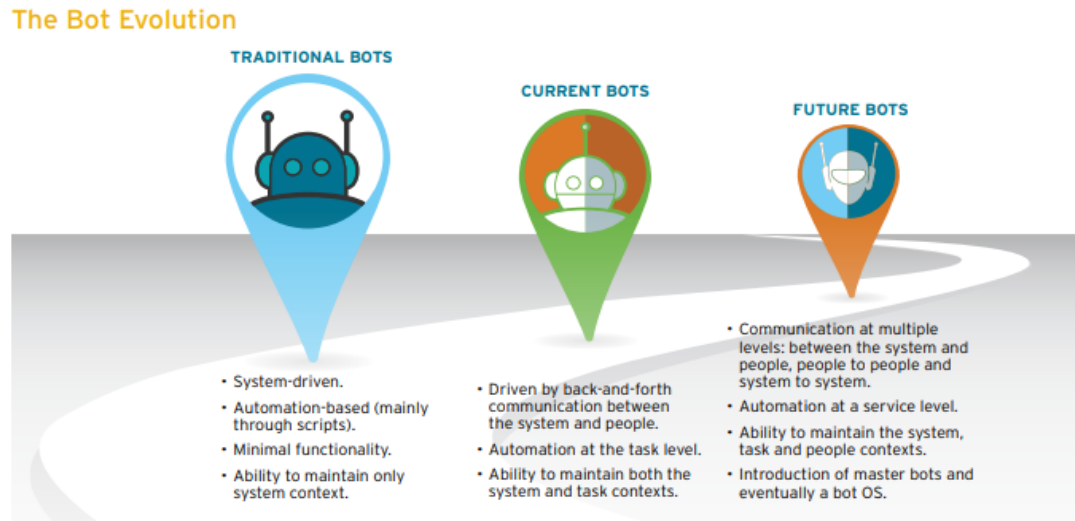 The Bot Evolution
TRADITIONAL BOTS
• System-driven.
• Automation-based (mainly
through scripts).
• Minimal functionality.
• Ability to maintain only
system context.
CURRENT BOTS
• Driven by back-and-forth
communication between
the system and people.
• Automation at the task level.
• Ability to maintain both the
system and task contexts.
FUTURE BOTS
• Communication at multiple
levels: between the system and
people, people to people and
system to system.
• Automation at a service level.
• Ability to maintain the system,
task and people contexts.
• Introduction of master bots and
eventually a bot OS.